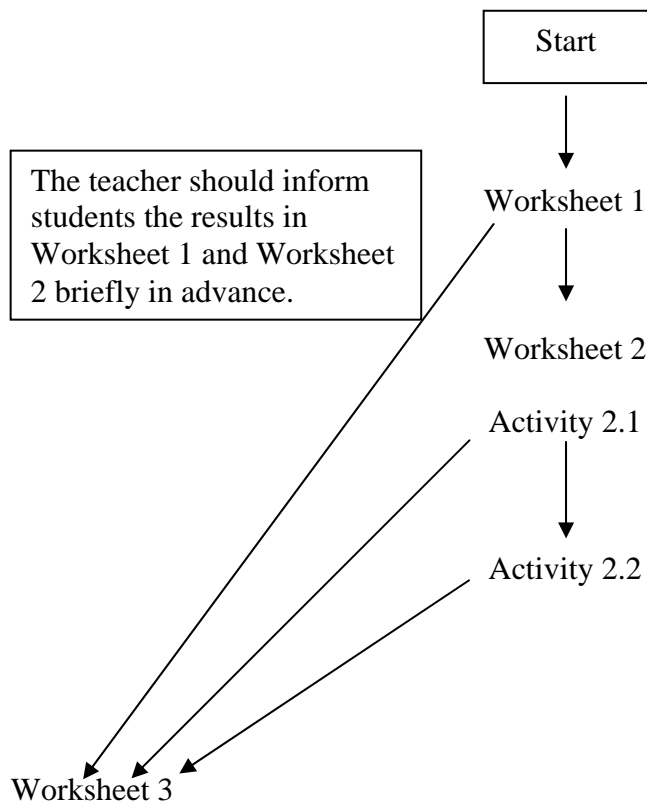 Start
The teacher should inform
students the results in
Worksheet 1 and Worksheet
2 briefly in advance.
Worksheet 1
Worksheet 2
Activity 2.1
Activity 2.2
Worksheet 3